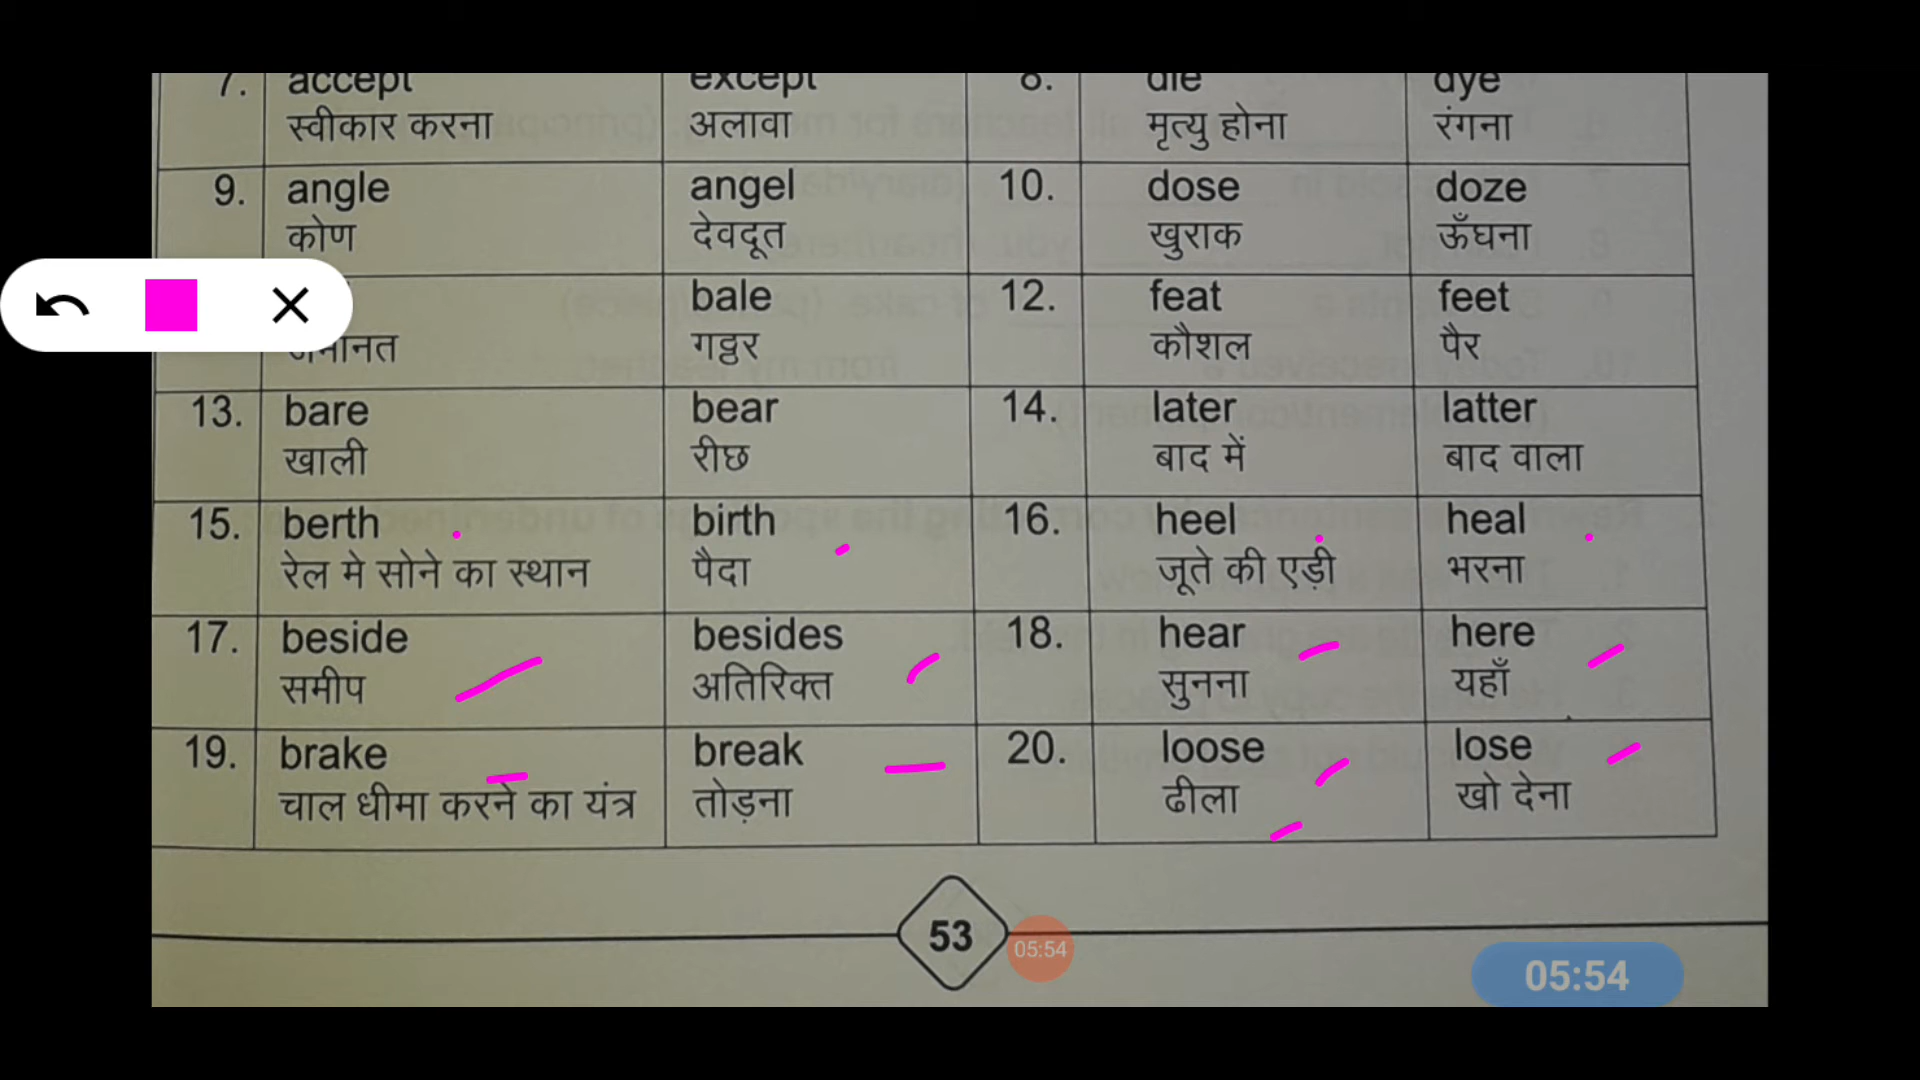 7. accept except 8. die dye
स्वीकार करना अलावा मृत्यु होना रंगना
9. angle angel 10. dose doze
कोण देवदूत खुराक ऊँघना
bale 12. feat feet
जमानत गठ्ठर कौशल पैर
13. bare bear 14. later latter
खाली रीछ बाद में बाद वाला
15. berth birth 16. heel heal
रेल मे सोने का स्थान पैदा जूते की एड़ी भरना
17. beside besides 18. hear here
समीप अतिरिक्त सुनना यहाँ
19. brake break 20. loose lose
चाल धीमा करने का यंत्र तोड़ना ढीला खो देना
53
05:54
05:54